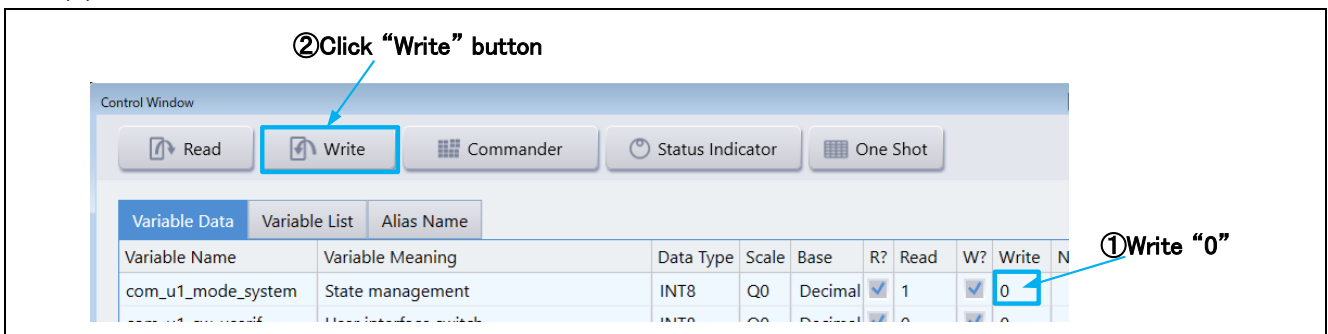 ②Click “Write” button
Control Window
Read Write Commander Status Indicator One Shot
Variable Data Variable List Alias Name
Variable Name Variable Meaning Data Type Scale Base R? Read W? Write N
①Write “0”
com_u1_mode_system State management INT8 Q0 Decimal 1 0